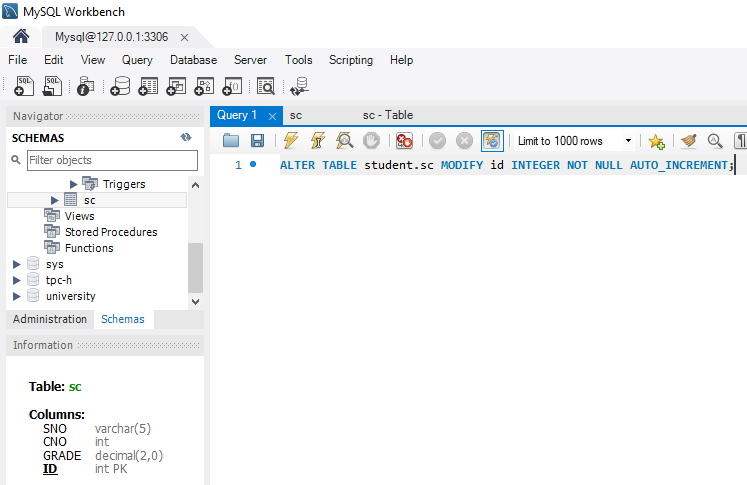 MySQL Workbench
Mysql@127.0.0.1:3306
File Edit View Query Database Server Tools Scripting Help
Navigator
SCHEMAS
Filter objects
Triggers
sc
Views
Stored Procedures
Functions
sys
tpc-h
university
Administration Schemas
Information
Table: sc
Columns:
SNO varchar(5)
CNO int
GRADE decimal(2,0)
ID int PK
Query 1 sc sc - Table
Limit to 1000 rows
1 ALTER TABLE student.sc MODIFY id INTEGER NOT NULL AUTO_INCREMENT;